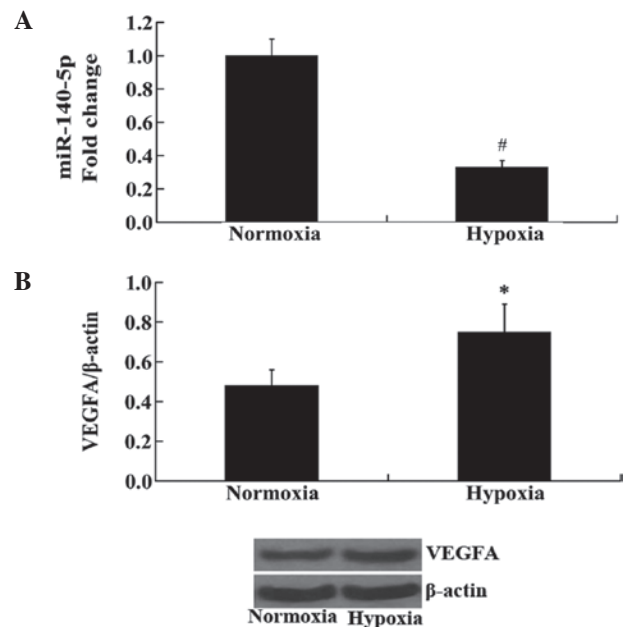 A
miR-140-5p
Fold change
1.2
1.0
0.8
0.6
0.4
0.2
0.0
#
Normoxia Hypoxia
B
VEGFA/β-actin
1.0
0.8
0.6
0.4
0.2
0.0
*
Normoxia Hypoxia
VEGFA
β-actin
Normoxia Hypoxia